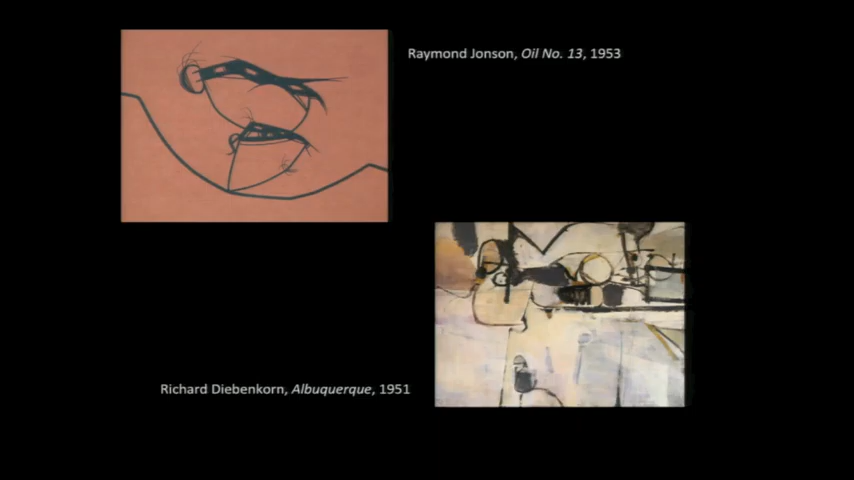 Raymond Jonson, Oil No. 13, 1953
Richard Diebenkorn, Albuquerque, 1951